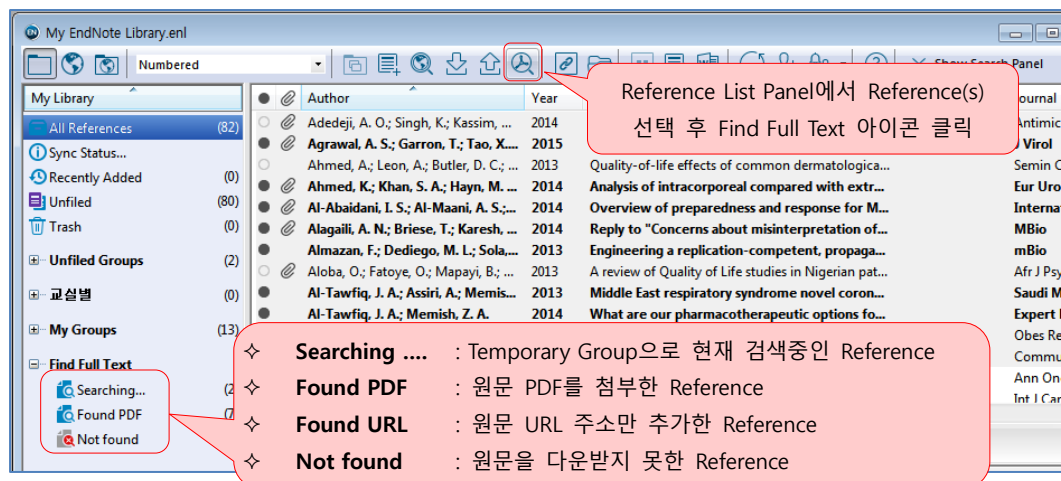 My EndNote Library.enl
Numbered
Search Panel
My Library
Author Year
All References (82)
Sync Status...
Recently Added (0)
Unfiled (80)
Trash (0)
Unfiled Groups (2)
교실별 (0)
My Groups (13)
Find Full Text
Searching...
Found PDF
Not found
Reference List Panel에서 Reference(s)
선택 후 Find Full Text 아이콘 클릭
Adedeji, A. O.; Singh, K.; Kassim, ... 2014
Agrawal, A. S.; Garron, T.; Tao, X.... 2015 Virol
Ahmed, A.; Leon, A.; Butler, D. C.; ... 2013 Quality-of-life effects of common dermatologica... Semin
Ahmed, K.; Khan, S. A.; Hayn, M. ... 2014 Analysis of intracorporeal compared with extr... Eur Uro
Al-Abaidani, I. S.; Al-Maani, A. S.;... 2014 Overview of preparedness and response for M... Interna
Alagaili, A. N.; Briese, T.; Karesh, ... 2014 Reply to "Concerns about misinterpretation of... MBio
Almazan, F.; Dediego, M. L.; Sola,... 2013 Engineering a replication-competent, propaga... mBio
Aloba, O.; Fatoye, O.; Mapayi, B.; ... 2013 A review of Quality of Life studies in Nigerian pat... Afr J Psy
Al-Tawfiq, J. A.; Assiri, A.; Memis... 2013 Middle East respiratory syndrome novel coron... Saudi M
Al-Tawfiq, J. A.; Memish, Z. A. 2014 What are our pharmacotherapeutic options fo... Expert
Obes Re
Commu
Ann On
Int J Car
Searching .... : Temporary Group으로 현재 검색중인 Reference
Found PDF : 원문 PDF를 첨부한 Reference
Found URL : 원문 URL 주소만 추가한 Reference
Not found : 원문을 다운받지 못한 Reference